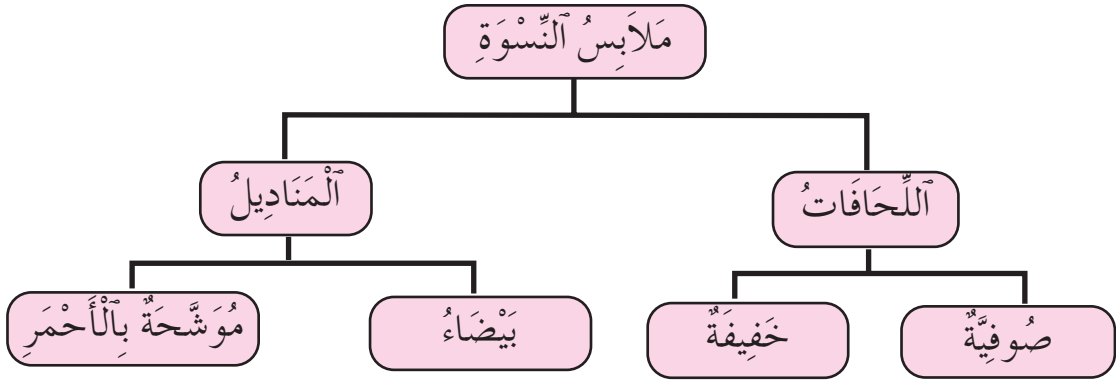 مَلَابِسُ ٱلنِّسْوَةِ
ٱللِّحَافَاتُ
ٱلْمَنَادِيلُ
صُوفِيَّةٌ
خَفِيفَةٌ
بَيْضَاءُ
مُوَشَّحَةٌ بِٱلْأَحْمَرِ